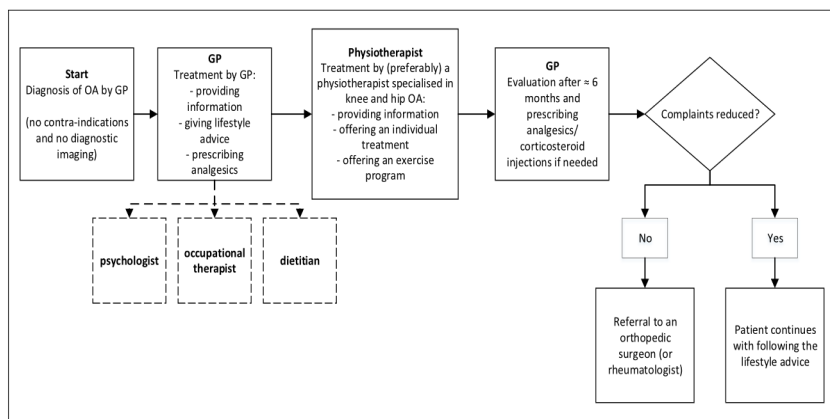 Start
Diagnosis of OA by GP
(no contra-indications
and no diagnostic
imaging)
GP
Treatment by GP:
- providing
information
- giving lifestyle
advice
- prescribing
analgesics
Physiotherapist
Treatment by (preferably) a
physiotherapist specialised in
knee and hip OA:
- providing information
- offering an individual
treatment
- offering an exercise
program
GP
Evaluation after ≈ 6
months and
prescribing
analgesics/
corticosteroid
injections if needed
Complaints reduced?
psychologist
occupational
therapist
dietitian
No
Yes
Referral to an
orthopedic
surgeon (or
rheumatologist)
Patient continues
with following the
lifestyle advice